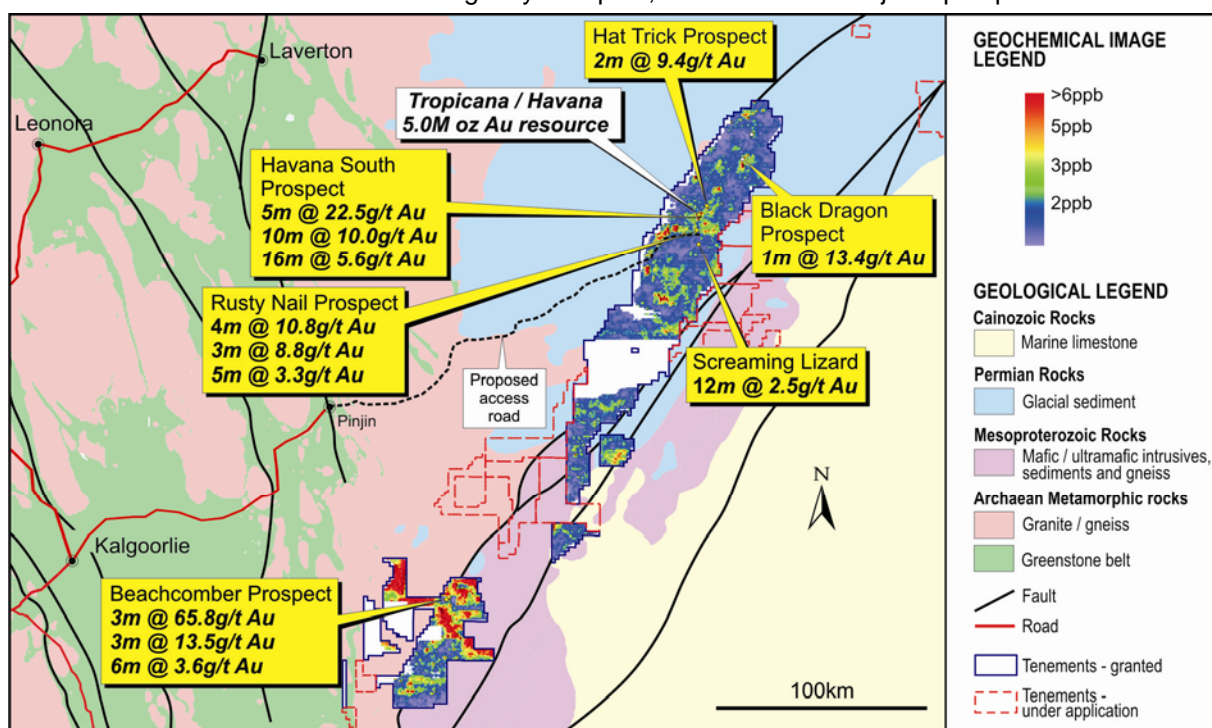 Laverton
Leonora
Hat Trick Prospect
2m @ 9.4g/t Au
Tropicana / Havana
5.0M oz Au resource
Havana South
Prospect
5m @ 22.5g/t Au
10m @ 10.0g/t Au
16m @ 5.6g/t Au
Black Dragon
Prospect
1m @ 13.4g/t Au
Rusty Nail Prospect
4m @ 10.8g/t Au
3m @ 8.8g/t Au
5m @ 3.3g/t Au
Proposed
access
road
Screaming Lizard
12m @ 2.5g/t Au
Pinjin
Kalgoorlie
N
Beachcomber Prospect
3m @ 65.8g/t Au
3m @ 13.5g/t Au
6m @ 3.6g/t Au
100km
GEOCHEMICAL IMAGE
LEGEND
>6ppb
5ppb
3ppb
2ppb
GEOLOGICAL LEGEND
Cainozoic Rocks
Marine limestone
Permian Rocks
Glacial sediment
Mesoproterozoic Rocks
Mafic / ultramafic intrusives,
sediments and gneiss
Archaean Metamorphic rocks
Granite / gneiss
Greenstone belt
Fault
Road
Tenements - granted
Tenements -
under application